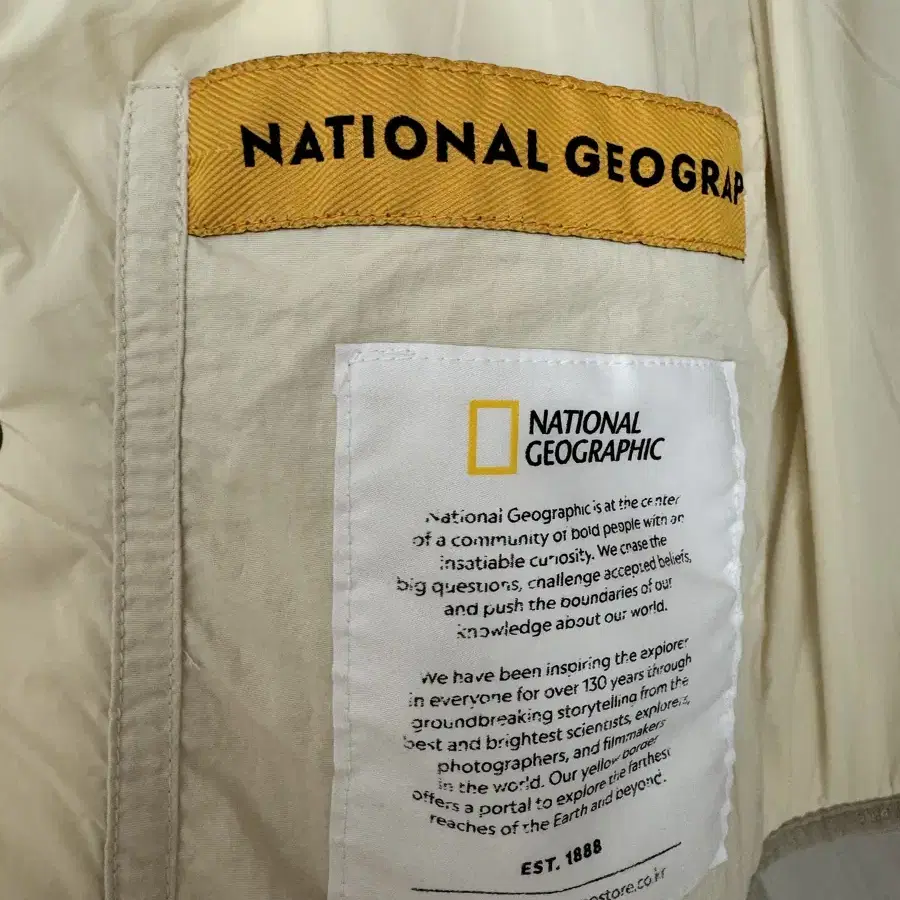 NATIONAL GEOGRAP
NATIONAL
GEOGRAPHIC
National Geographic is at the center
of a community of bold people with an
insatiable curiosity. We chase the
big questions, challenge accepted beliefs,
and push the boundaries of our
knowledge about our world.
We have been inspiring the explorer
in everyone for over 130 years through
groundbreaking storytelling from the
best and brightest scientists, explorers,
photographers, and filmmakers
in the world. Our yellow border
offers a portal to explore the farthest
reaches of the Earth and beyond.
EST. 1888
store.co.kr